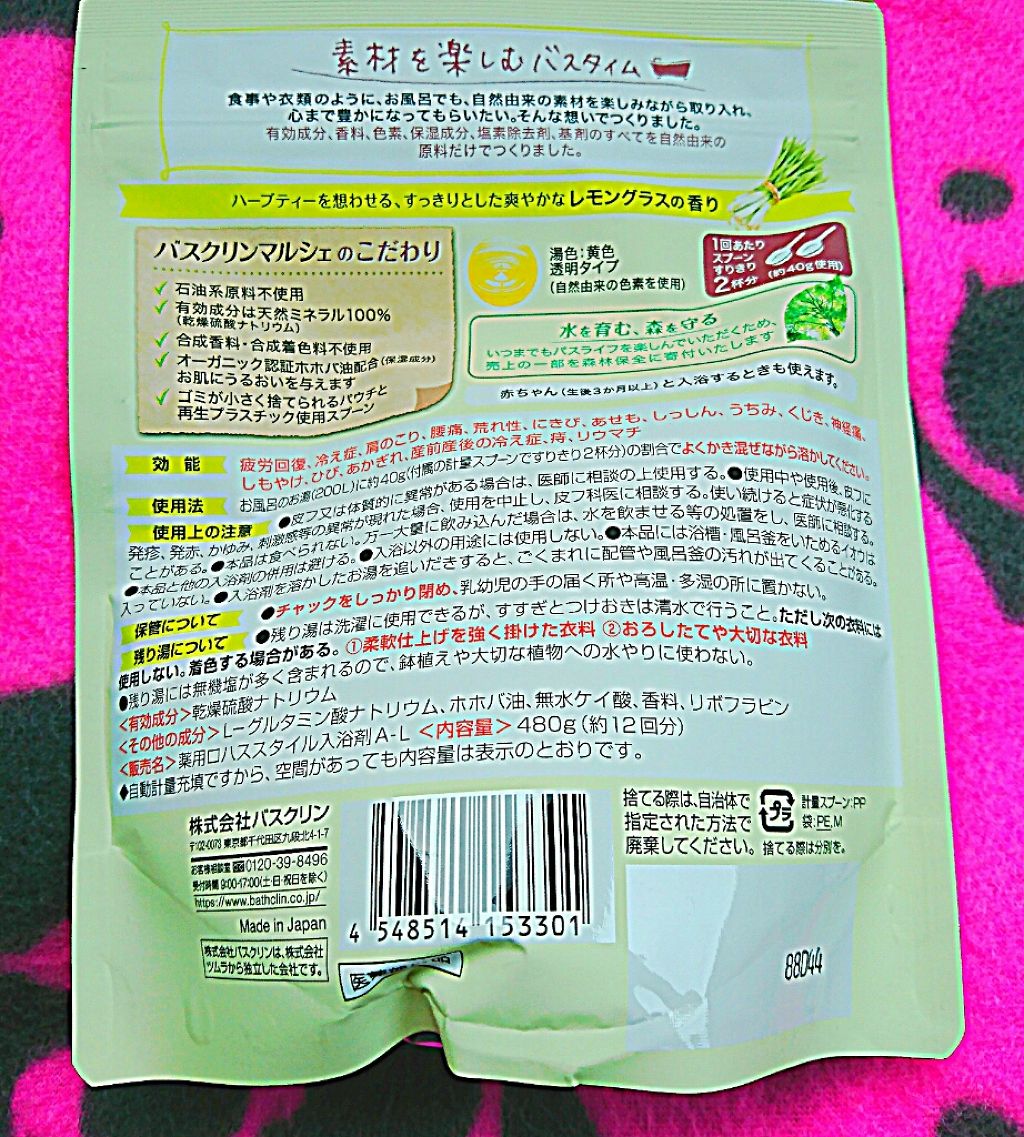 素材を楽しむバスタイム
食事や衣類のように、お風呂でも、自然由来の素材を楽しみながら取り入れ、
心まで豊かになってもらいたい。そんな想いでつくりました。
有効成分、香料、色素、保湿成分、塩素除去剤、基剤のすべてを自然由来の
原料だけでつくりました。
ハーブティーを想わせる、すっきりとした爽やかなレモングラスの香り
バスクリンマルシェのこだわり
✓ 石油系原料不使用
✓ 有効成分は天然ミネラル100%
(乾燥硫酸ナトリウム)
✓ 合成香料・合成着色料不使用
✓ オーガニック認証ホホバ油配合(保湿成分)
お肌にうるおいを与えます
✓ ゴミが小さく捨てられるパウチと
再生プラスチック使用スプーン
湯色:黄色
透明タイプ
(自然由来の色素を使用)
1回あたり
スプーン
すりきり
2杯分
(約40g使用)
水を育む、森を守る
いつまでもバスライフを楽しんでいただくため、
売上の一部を森林保全に寄付いたします
赤ちゃん(生後3か月以上)と入浴するときも使えます。
効能
疲労回復、冷え症、肩のこり、腰痛、荒れ性、にきび、あせも、しっしん、うちみ、くじき、神経痛、
しもやけ、ひび、あかぎれ、産前産後の冷え症、痔、リウマチ
使用法
お風呂のお湯(200L)に約40g(付属の計量スプーンですりきり2杯分)の割合でよくかき混ぜながら溶かしてください。
使用上の注意
●皮フ又は体質的に異常がある場合は、医師に相談の上使用する。●使用中や使用後、皮フに
発疹、発赤、かゆみ、刺激感等の異常が現れた場合、使用を中止し、皮フ科医に相談する。使い続けると症状が悪化する
ことがある。●本品は食べられない。万一大量に飲み込んだ場合は、水を飲ませる等の処置をし、医師に相談する。
●本品と他の入浴剤の併用は避ける。●入浴以外の用途には使用しない。●本品には浴槽・風呂釜をいためるイオウは
入っていない。●入浴剤を溶かしたお湯を追いだきすると、ごくまれに配管や風呂釜の汚れが出てくることがある。
保管について
●チャックをしっかり閉め、乳幼児の手の届く所や高温・多湿の所に置かない。
残り湯について
●残り湯は洗濯に使用できるが、すすぎとつけおきは清水で行うこと。ただし次の衣料には
使用しない。着色する場合がある。①柔軟仕上げを強く掛けた衣料 ②おろしたてや大切な衣料
●残り湯には無機塩が多く含まれるので、鉢植えや大切な植物への水やりに使わない。
<有効成分>乾燥硫酸ナトリウム
<その他の成分>L-グルタミン酸ナトリウム、ホホバ油、無水ケイ酸、香料、リボフラビン
<販売名>薬用ロハススタイル入浴剤A-L <内容量>480g(約12回分)
◆自動計量充填ですから、空間があっても内容量は表示のとおりです。
株式会社バスクリン
〒102-0073 東京都千代田区九段北4-1-7
お客様相談室 0120-39-8496
受付時間 9:00-17:00(土・日・祝日を除く)
https://www.bathclin.co.jp/
Made in Japan
株式会社バスクリンは、株式会社
ツムラから独立した会社です。
4 548514 153301
捨てる際は、自治体で
指定された方法で
廃棄してください。
プラ
計量スプーン:PP
袋:PE,M
捨てる際は分別を。
88D44